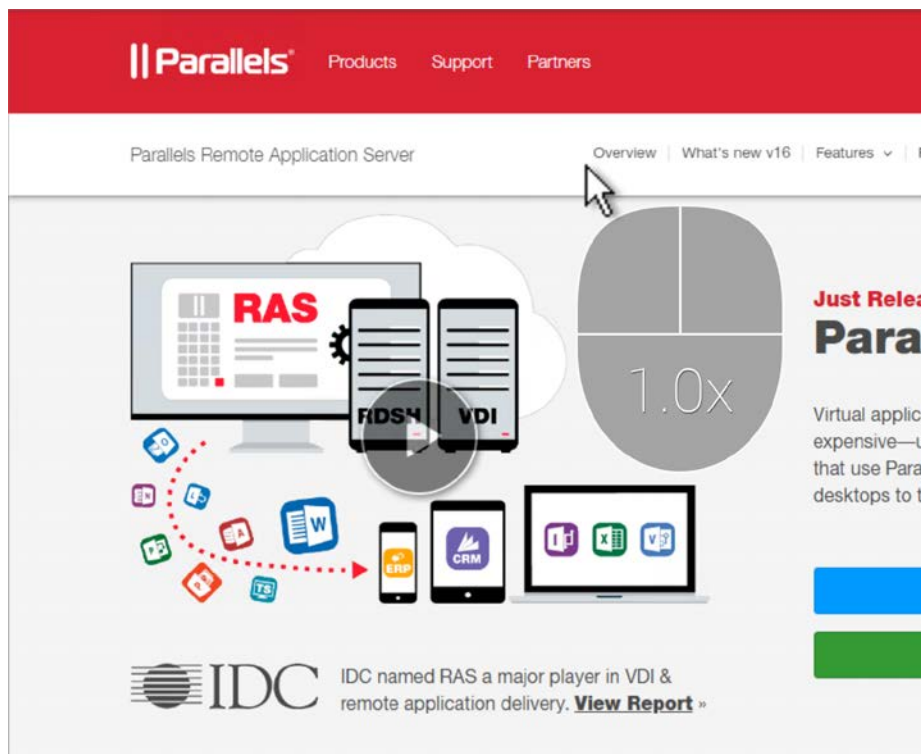 Parallels®
Products Support Partners
Parallels Remote Application Server
Overview What's new v16 Features
RAS
RDSH VDI
1.0x
Just Relea
Para
Virtual applic
expensive—u
that use Para
desktops to t
W
ERP
CRM
TS
IDC
IDC named RAS a major player in VDI &
remote application delivery. View Report »